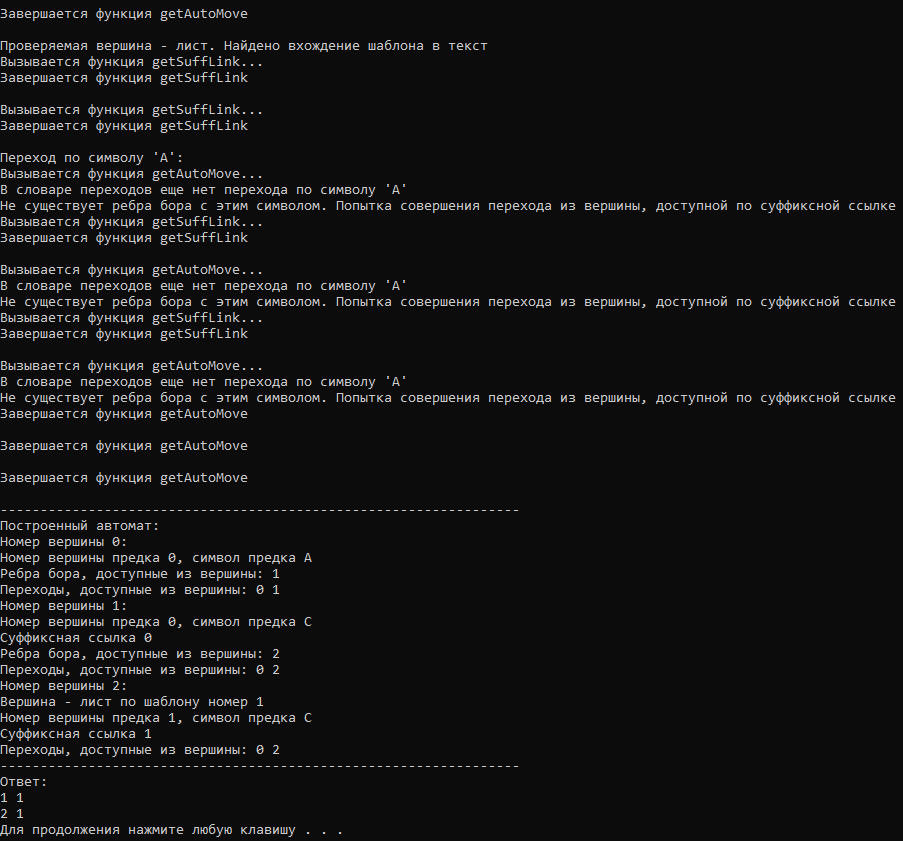 Завершается функция getAutoMove
Проверяемая вершина - лист. Найдено вхождение шаблона в текст
Вызывается функция getSuffLink...
Завершается функция getSuffLink
Вызывается функция getSuffLink...
Завершается функция getSuffLink
Переход по символу 'A':
Вызывается функция getAutoMove...
В словаре переходов еще нет перехода по символу 'A'
Не существует ребра бора с этим символом. Попытка совершения перехода из вершины, доступной по суффиксной ссылке
Вызывается функция getSuffLink...
Завершается функция getSuffLink
Вызывается функция getAutoMove...
В словаре переходов еще нет перехода по символу 'A'
Не существует ребра бора с этим символом. Попытка совершения перехода из вершины, доступной по суффиксной ссылке
Вызывается функция getSuffLink...
Завершается функция getSuffLink
Вызывается функция getAutoMove...
В словаре переходов еще нет перехода по символу 'A'
Не существует ребра бора с этим символом. Попытка совершения перехода из вершины, доступной по суффиксной ссылке
Завершается функция getAutoMove
Завершается функция getAutoMove
Завершается функция getAutoMove
-----------------------------------------------------------------
Построенный автомат:
Номер вершины 0:
Номер вершины предка 0, символ предка A
Ребра бора, доступные из вершины: 1
Переходы, доступные из вершины: 0 1
Номер вершины 1:
Номер вершины предка 0, символ предка C
Суффиксная ссылка 0
Ребра бора, доступные из вершины: 2
Переходы, доступные из вершины: 0 2
Номер вершины 2:
Вершина - лист по шаблону номер 1
Номер вершины предка 1, символ предка C
Суффиксная ссылка 1
Переходы, доступные из вершины: 0 2
-----------------------------------------------------------------
Ответ:
1 1
2 1
Для продолжения нажмите любую клавишу . . .